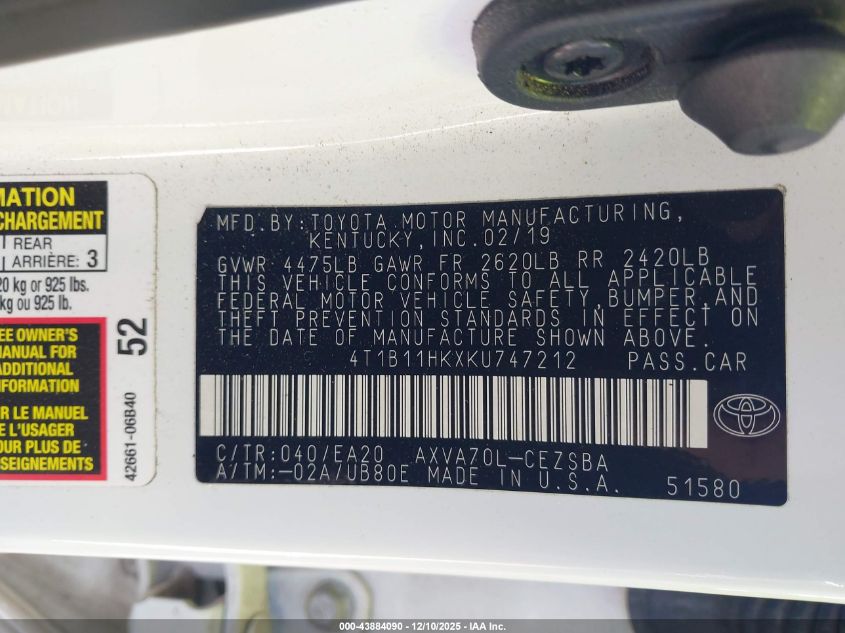 MATION
CHARGEMENT
REAR
ARRIÈRE: 3
20 kg or 925 lbs.
kg ou 925 lb.
EE OWNER'S
MANUAL FOR
ADDITIONAL
NFORMATION
R LE MANUEL
E L'USAGER
POUR PLUS DE
SEIGNEMENTS
52
42661-06B40
MFD.BY:TOYOTA MOTOR MANUFACTURING,
KENTUCKY,INC.02/19
GVWR 4475LB GAWR FR 2620LB RR 2420LB
THIS VEHICLE CONFORMS TO ALL APPLICABLE
FEDERAL MOTOR VEHICLE SAFETY,BUMPER,AND
THEFT PREVENTION STANDARDS IN EFFECT ON
THE DATE OF MANUFACTURE SHOWN ABOVE.
4T1B11HKXKU747212 PASS.CAR
C/TR:040/EA20 AXVA70L-CEZSBA
A/TM:-02A/UB80E MADE IN U.S.A. 51580
000-43884090 - 12/10/2025 - IAA Inc.